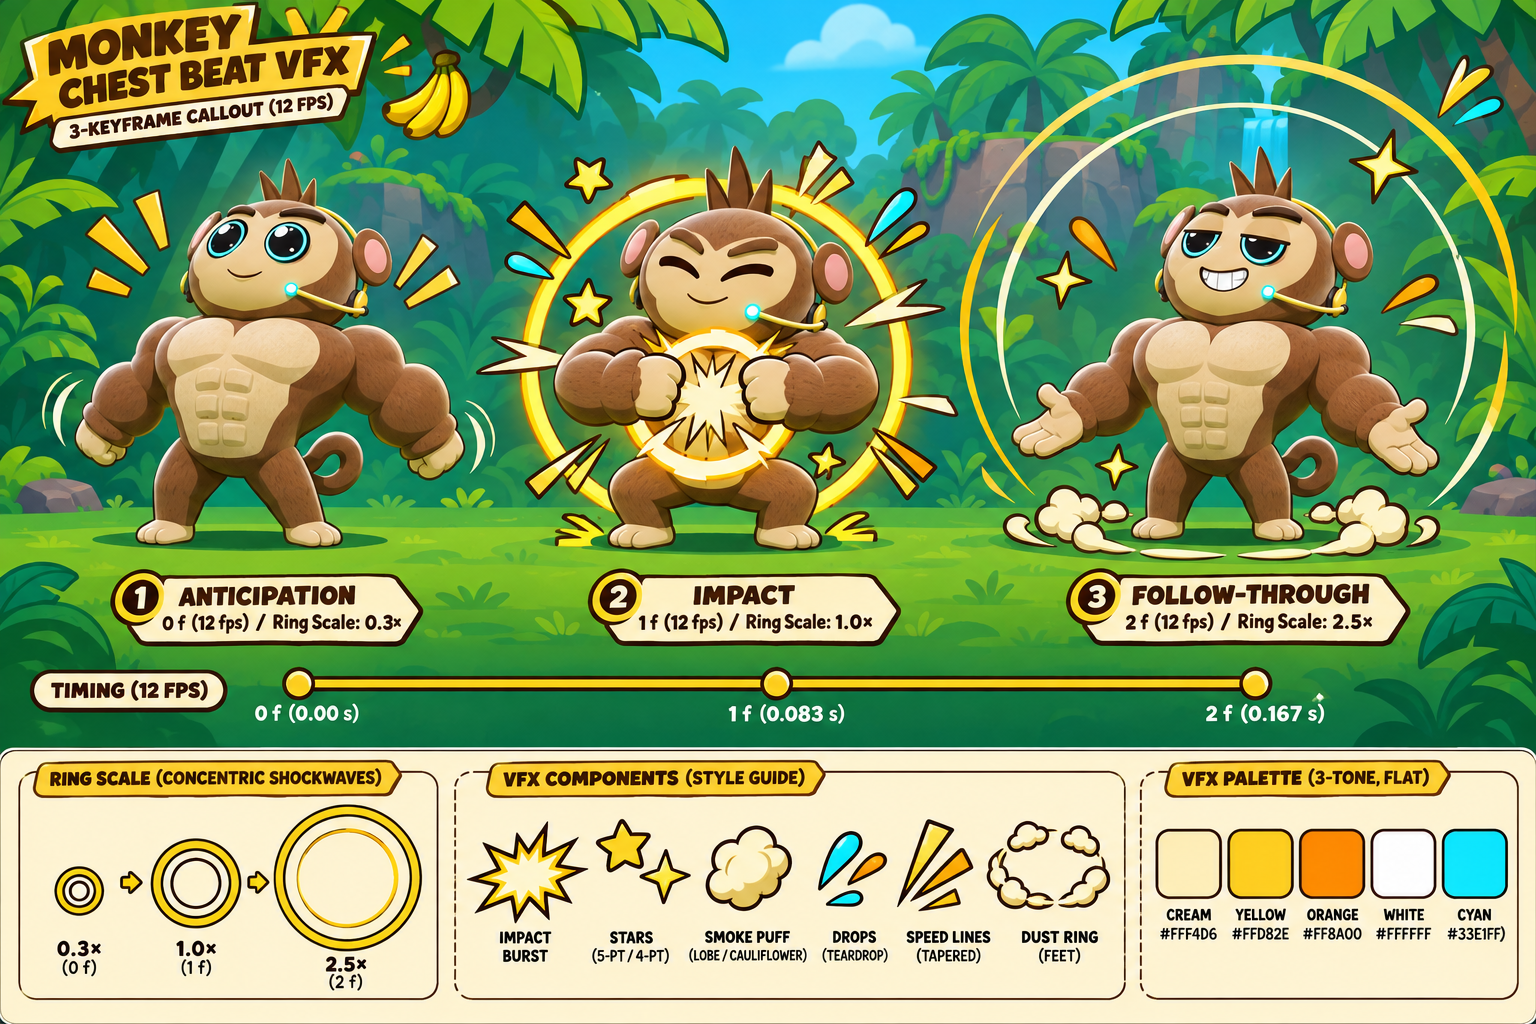 MONKEY
CHEST BEAT VFX
3-KEYFRAME CALLOUT (12 FPS)
1 ANTICIPATION
0 f (12 fps) / Ring Scale: 0.3×
2 IMPACT
1 f (12 fps) / Ring Scale: 1.0×
3 FOLLOW-THROUGH
2 f (12 fps) / Ring Scale: 2.5×
TIMING (12 FPS)
0 f (0.00 s)
1 f (0.083 s)
2 f (0.167 s)
RING SCALE (CONCENTRIC SHOCKWAVES)
0.3×
(0 f)
1.0×
(1 f)
2.5×
(2 f)
VFX COMPONENTS (STYLE GUIDE)
IMPACT
BURST
STARS
(5-PT / 4-PT)
SMOKE PUFF
(LOBE / CAULIFLOWER)
DROPS
(TEARDROP)
SPEED LINES
(TAPERED)
DUST RING
(FEET)
VFX PALETTE (3-TONE, FLAT)
CREAM
#FFF4D6
YELLOW
#FFD82E
ORANGE
#FF8A00
WHITE
#FFFFFF
CYAN
#33E1FF)